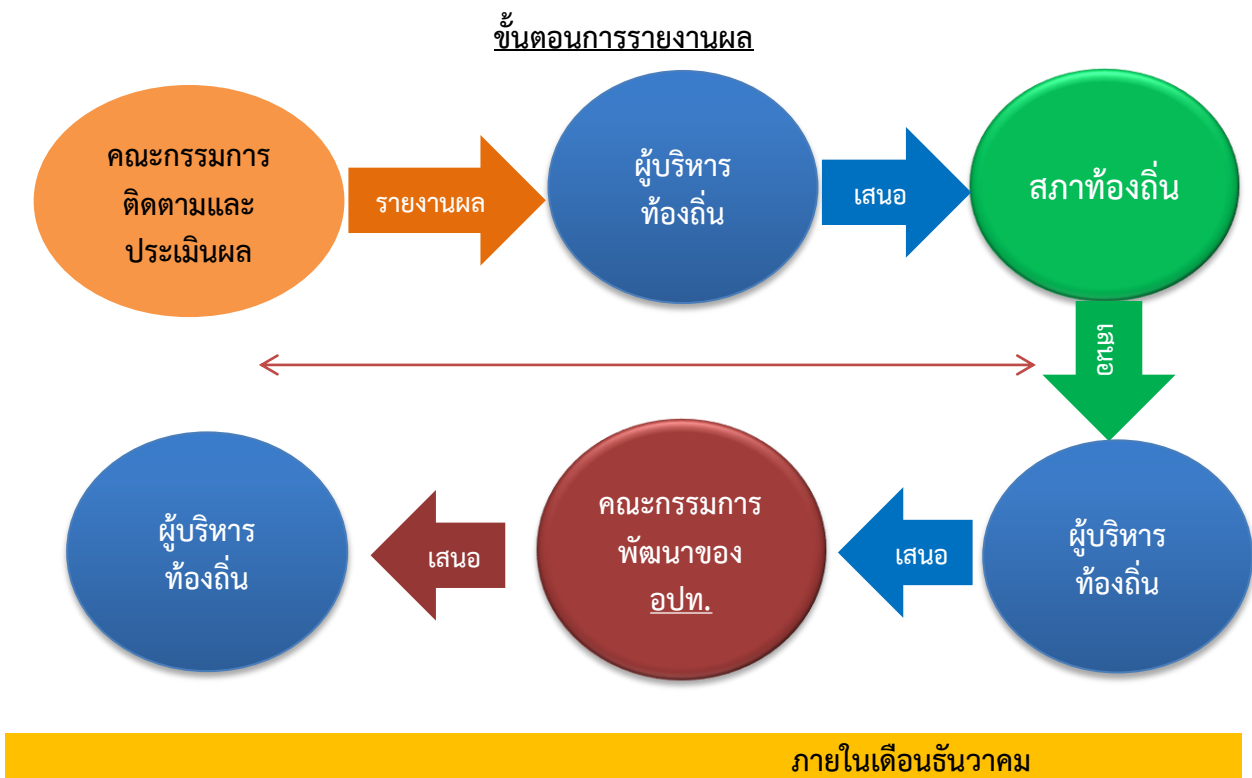 ขั้นตอนการรายงานผล
คณะกรรมการ
ติดตามและ
ประเมินผล
รายงานผล
ผู้บริหาร
ท้องถิ่น
เสนอ
สภาท้องถิ่น
เสนอ
ผู้บริหาร
ท้องถิ่น
เสนอ
คณะกรรมการ
พัฒนาของ
อปท.
เสนอ
ผู้บริหาร
ท้องถิ่น
ภายในเดือนธันวาคม